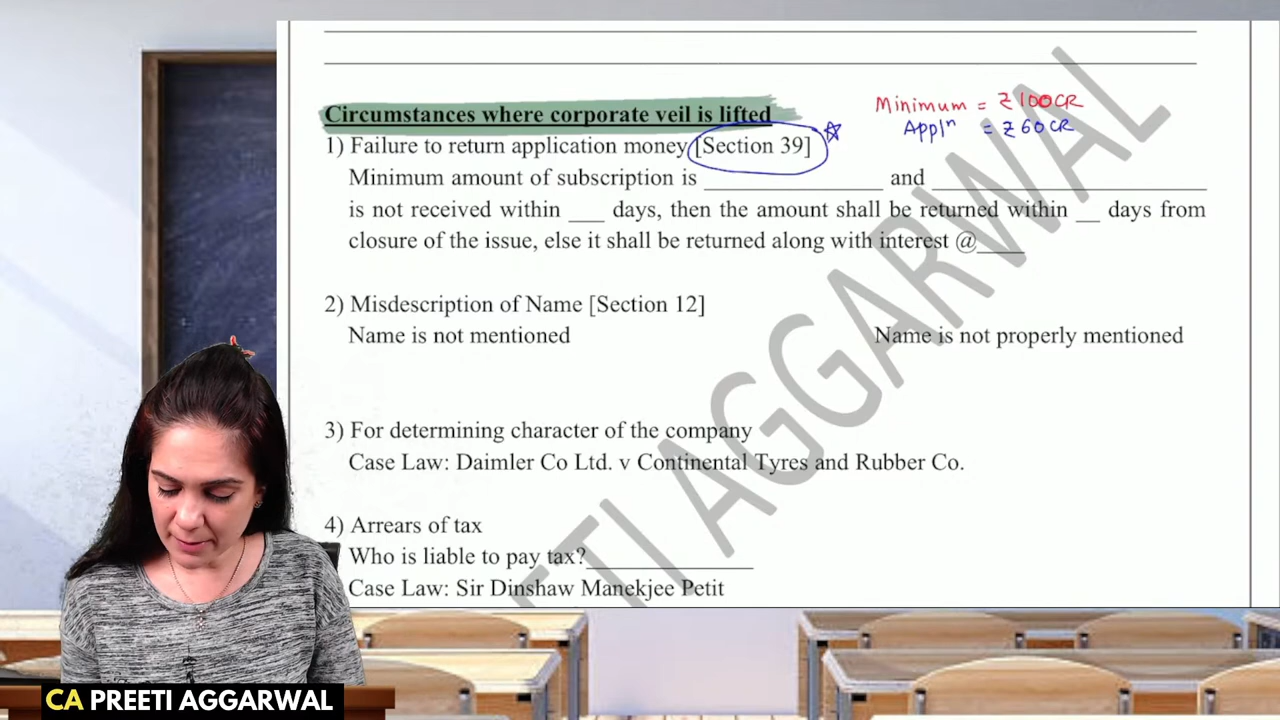 Circumstances where corporate veil is lifted
Minimum = ₹100CR
Applⁿ = ₹60CR
1) Failure to return application money [Section 39]
Minimum amount of subscription is ____________ and ____________
is not received within ___ days, then the amount shall be returned within __ days from
closure of the issue, else it shall be returned along with interest @____
2) Misdescription of Name [Section 12]
Name is not mentioned Name is not properly mentioned
3) For determining character of the company
Case Law: Daimler Co Ltd. v Continental Tyres and Rubber Co.
4) Arrears of tax
Who is liable to pay tax?____________
Case Law: Sir Dinshaw Manekjee Petit
ETI AGGARWAL
CA PREETI AGGARWAL